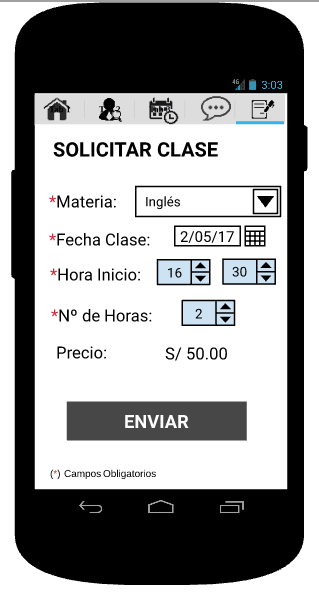 4G 3:03
SOLICITAR CLASE
*Materia: Inglés
*Fecha Clase: 2/05/17
*Hora Inicio: 16 30
*Nº de Horas: 2
Precio: S/ 50.00
ENVIAR
(*) Campos Obligatorios